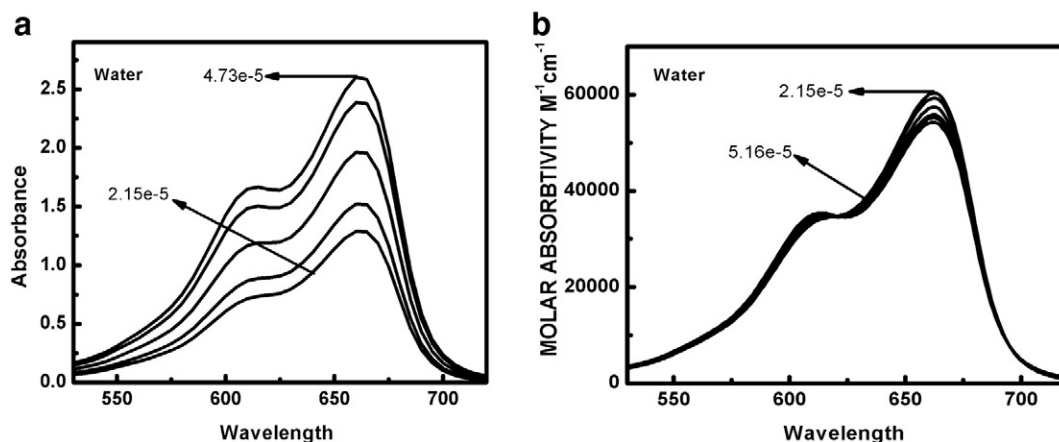 a
Water
4.73e-5
2.15e-5
Absorbance
2.5
2.0
1.5
1.0
0.5
0.0
550
600
650
700
Wavelength
b
Water
2.15e-5
5.16e-5
MOLAR ABSORBTIVITY M⁻¹cm⁻¹
60000
40000
20000
0
550
600
650
700
Wavelength